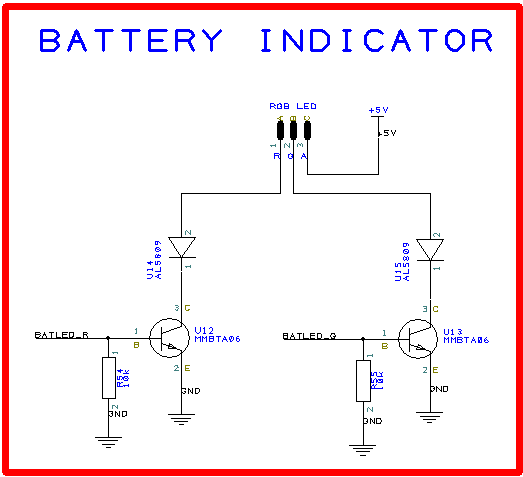 BATTERY INDICATOR
RGB LED
A B C
+5V
5V
1 2 3
R G A
2
U14
AL5809
1
2
U15
AL5809
1
3 C
U12
MMBTA06
BATLED_R
1
B
2 E
GND
3 C
U13
MMBTA06
BATLED_G
1
B
2 E
GND
1
R54
10k
2
GND
1
R55
10k
2
GND